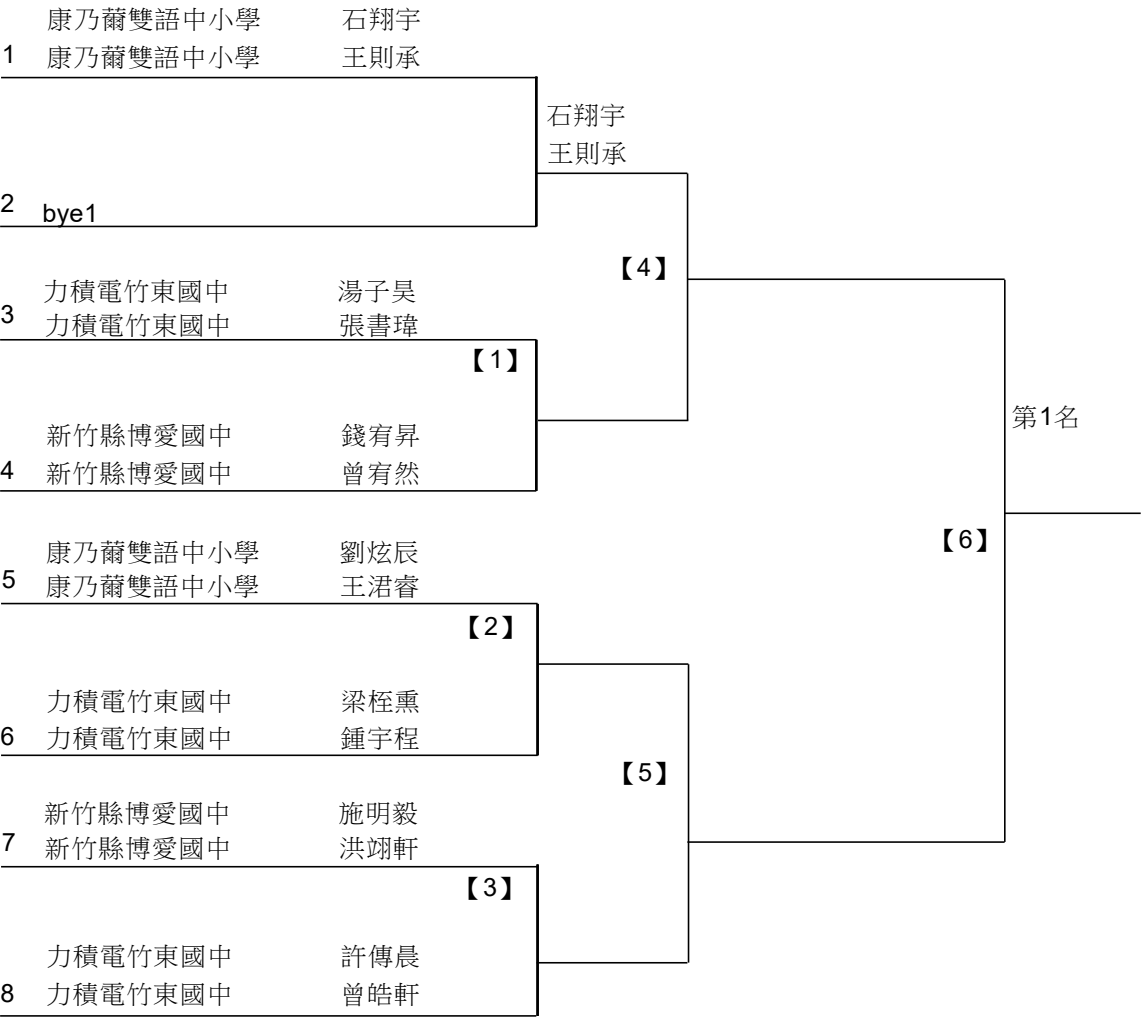 康乃薾雙語中小學 石翔宇
1 康乃薾雙語中小學 王則承
石翔宇
王則承
2 bye1
【4】
力積電竹東國中 湯子昊
3 力積電竹東國中 張書瑋
【1】
第1名
新竹縣博愛國中 錢宥昇
4 新竹縣博愛國中 曾宥然
【6】
康乃薾雙語中小學 劉炫辰
5 康乃薾雙語中小學 王涒睿
【2】
力積電竹東國中 梁桎熏
6 力積電竹東國中 鍾宇程
【5】
新竹縣博愛國中 施明毅
7 新竹縣博愛國中 洪翊軒
【3】
力積電竹東國中 許傳晨
8 力積電竹東國中 曾皓軒